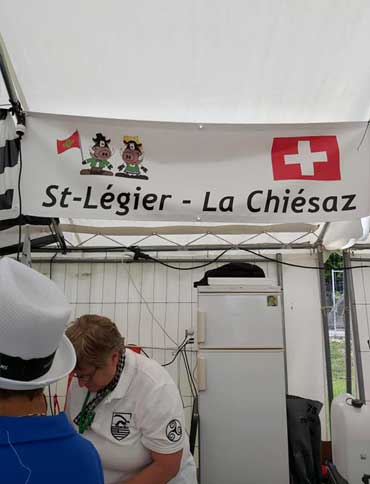 St-Légier - La Chiésaz